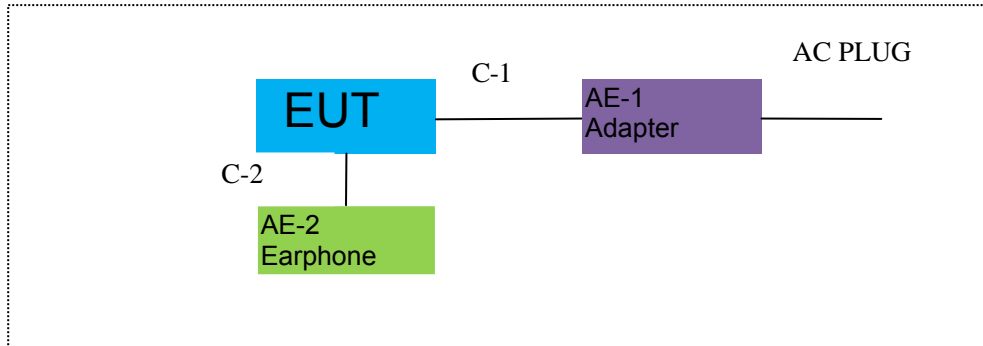 AC PLUG
C-1
EUT
AE-1
Adapter
C-2
AE-2
Earphone